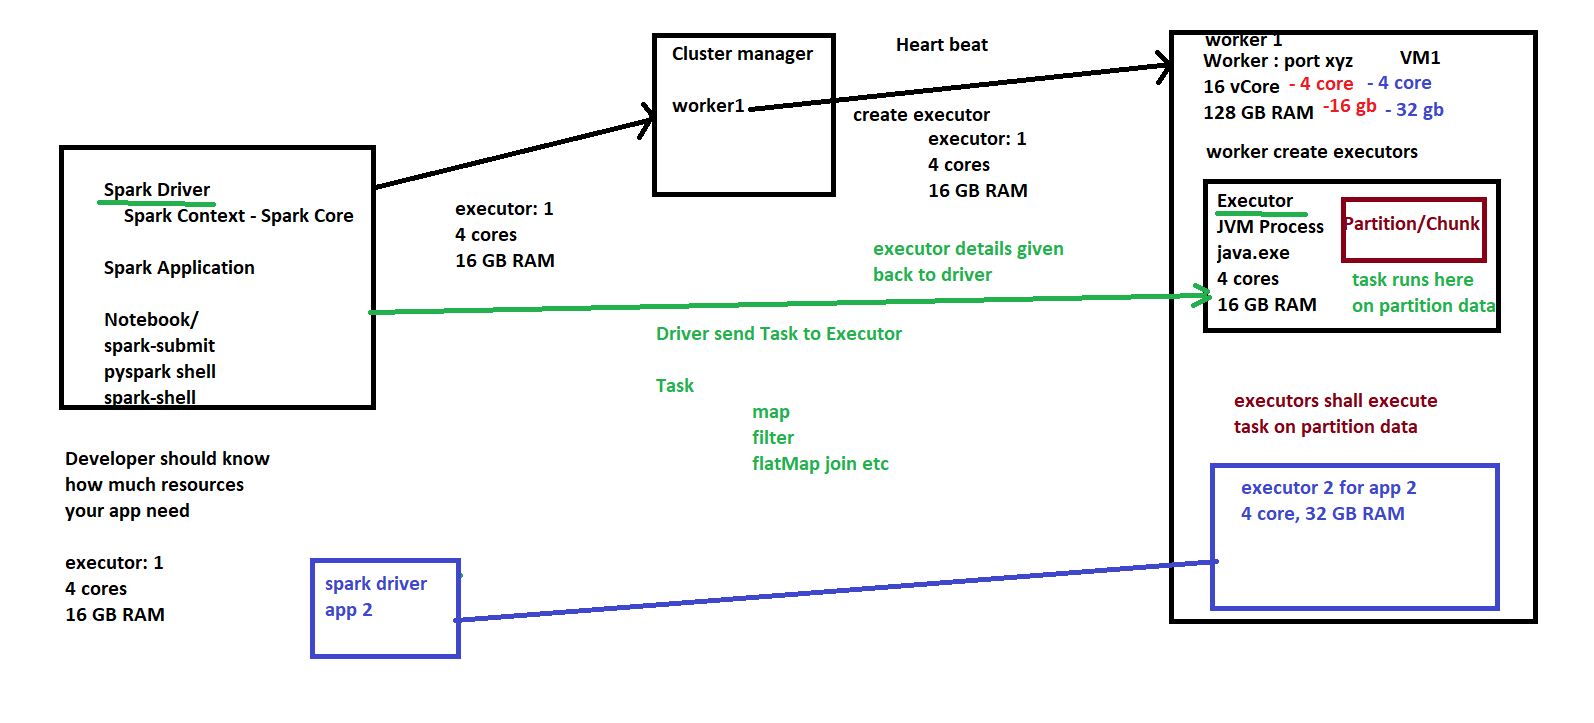 Spark Driver
Spark Context - Spark Core
Spark Application
Notebook/
spark-submit
pyspark shell
spark-shell
Developer should know
how much resources
your app need
executor: 1
4 cores
16 GB RAM
spark driver
app 2
executor: 1
4 cores
16 GB RAM
Cluster manager
worker1
Heart beat
create executor
executor: 1
4 cores
16 GB RAM
executor details given
back to driver
Driver send Task to Executor
Task
map
filter
flatMap join etc
worker 1
Worker : port xyz VM1
16 vCore - 4 core - 4 core
128 GB RAM -16 gb - 32 gb
worker create executors
Executor
JVM Process
java.exe
4 cores
16 GB RAM
Partition/Chunk
task runs here
on partition data
executors shall execute
task on partition data
executor 2 for app 2
4 core, 32 GB RAM